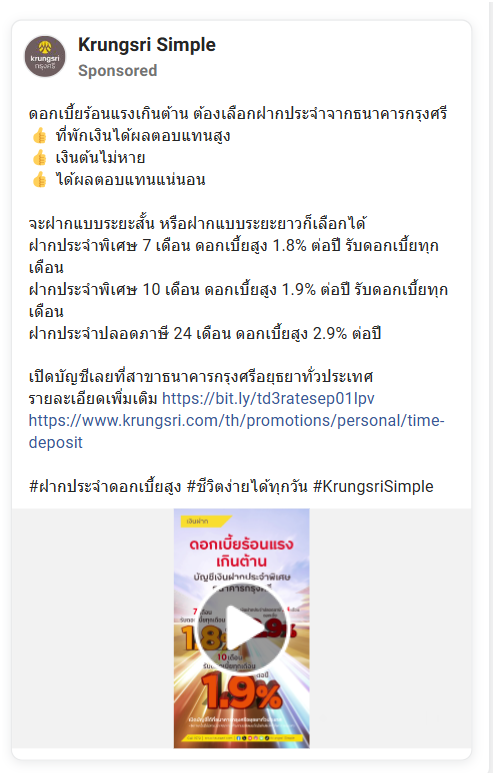 Krungsri Simple
Sponsored
krungsri
กรุงศรี
ดอกเบี้ยร้อนแรงเกินต้าน ต้องเลือกฝากประจำจากธนาคารกรุงศรี
👍 ที่พักเงินได้ผลตอบแทนสูง
👍 เงินต้นไม่หาย
👍 ได้ผลตอบแทนแน่นอน
จะฝากแบบระยะสั้น หรือฝากแบบระยะยาวก็เลือกได้
ฝากประจำพิเศษ 7 เดือน ดอกเบี้ยสูง 1.8% ต่อปี รับดอกเบี้ยทุก
เดือน
ฝากประจำพิเศษ 10 เดือน ดอกเบี้ยสูง 1.9% ต่อปี รับดอกเบี้ยทุก
เดือน
ฝากประจำปลอดภาษี 24 เดือน ดอกเบี้ยสูง 2.9% ต่อปี
เปิดบัญชีเลยที่สาขาธนาคารกรุงศรีอยุธยาทั่วประเทศ
รายละเอียดเพิ่มเติม https://bit.ly/td3ratesep01lpv
https://www.krungsri.com/th/promotions/personal/time-
deposit
#ฝากประจำดอกเบี้ยสูง #ชีวิตง่ายได้ทุกวัน #KrungsriSimple
เงินฝาก
ดอกเบี้ยร้อนแรง
เกินต้าน
บัญชีเงินฝากประจำพิเศษ
ธนาคารกรุงศรี
7 เดือน
รับดอกเบี้ยทุกเดือน
10 เดือน
รับดอกเบี้ยทุกเดือน
1.9%